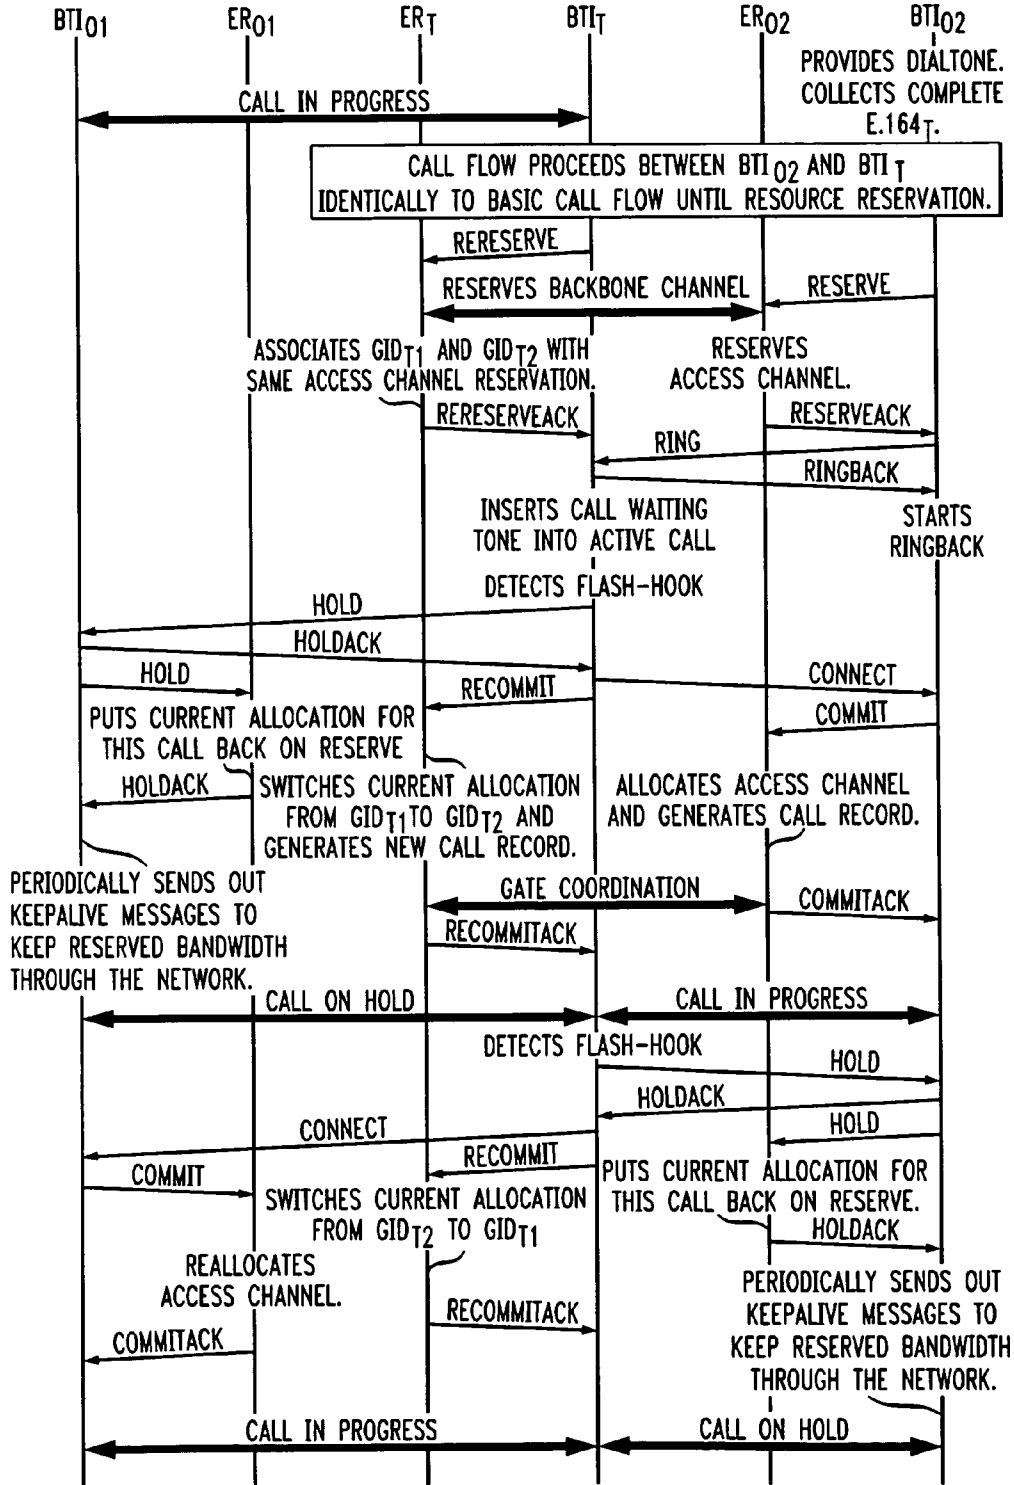 BTI01 ER01 ERT BTIT ER02 BTI02
PROVIDES DIALTONE.
COLLECTS COMPLETE
E.164T.
CALL IN PROGRESS
CALL FLOW PROCEEDS BETWEEN BTI02 AND BTIT
IDENTICALLY TO BASIC CALL FLOW UNTIL RESOURCE RESERVATION.
RERESERVE
RESERVES BACKBONE CHANNEL
RESERVE
ASSOCIATES GIDT1 AND GIDT2 WITH
SAME ACCESS CHANNEL RESERVATION.
RESERVES
ACCESS CHANNEL.
RERESERVEACK
RESERVEACK
RING
RINGBACK
INSERTS CALL WAITING
TONE INTO ACTIVE CALL
STARTS
RINGBACK
DETECTS FLASH-HOOK
HOLD
HOLDACK
HOLD
CONNECT
RECOMMIT
COMMIT
PUTS CURRENT ALLOCATION FOR
THIS CALL BACK ON RESERVE
HOLDACK
SWITCHES CURRENT ALLOCATION
FROM GIDT1 TO GIDT2 AND
GENERATES NEW CALL RECORD.
ALLOCATES ACCESS CHANNEL
AND GENERATES CALL RECORD.
PERIODICALLY SENDS OUT
KEEPALIVE MESSAGES TO
KEEP RESERVED BANDWIDTH
THROUGH THE NETWORK.
GATE COORDINATION
COMMITACK
RECOMMITACK
CALL ON HOLD
CALL IN PROGRESS
DETECTS FLASH-HOOK
HOLD
HOLDACK
HOLD
CONNECT
RECOMMIT
COMMIT
PUTS CURRENT ALLOCATION FOR
THIS CALL BACK ON RESERVE.
SWITCHES CURRENT ALLOCATION
FROM GIDT2 TO GIDT1
HOLDACK
REALLOCATES
ACCESS CHANNEL.
RECOMMITACK
COMMITACK
PERIODICALLY SENDS OUT
KEEPALIVE MESSAGES TO
KEEP RESERVED BANDWIDTH
THROUGH THE NETWORK.
CALL IN PROGRESS
CALL ON HOLD